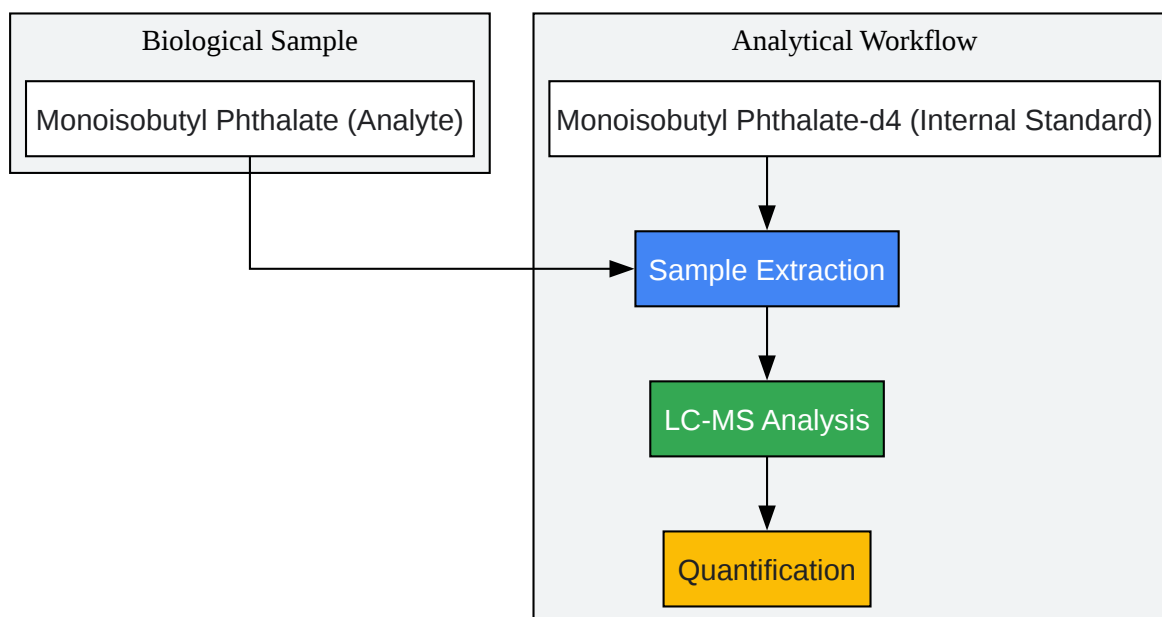 Biological Sample
Monoisobutyl Phthalate (Analyte)
Analytical Workflow
Monoisobutyl Phthalate-d4 (Internal Standard)
Sample Extraction
LC-MS Analysis
Quantification